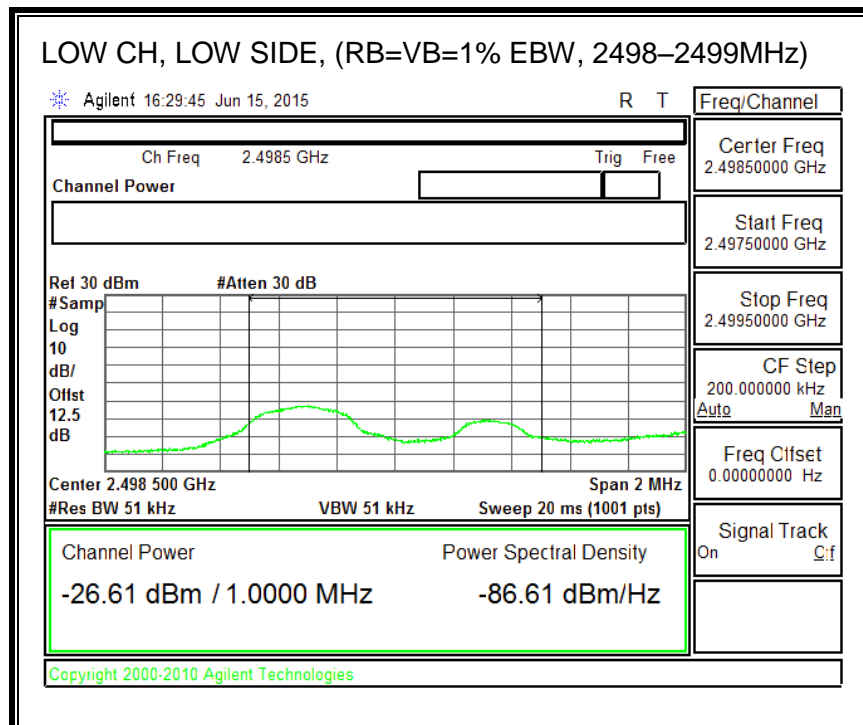 LOW CH, LOW SIDE, (RB=VB=1% EBW, 2498–2499MHz)
Agilent 16:29:45 Jun 15, 2015 R T
Freq/Channel
Ch Freq 2.4985 GHz Trig Free
Channel Power
Center Freq
2.49850000 GHz
Start Freq
2.49750000 GHz
Stop Freq
2.49950000 GHz
CF Step
200.000000 kHz
Auto Man
Freq Offset
0.00000000 Hz
Signal Track
On Off
Ref 30 dBm #Atten 30 dB
#Samp
Log
10
dB/
Offst
12.5
dB
Center 2.498 500 GHz Span 2 MHz
#Res BW 51 kHz VBW 51 kHz Sweep 20 ms (1001 pts)
Channel Power Power Spectral Density
-26.61 dBm / 1.0000 MHz -86.61 dBm/Hz
Copyright 2000-2010 Agilent Technologies